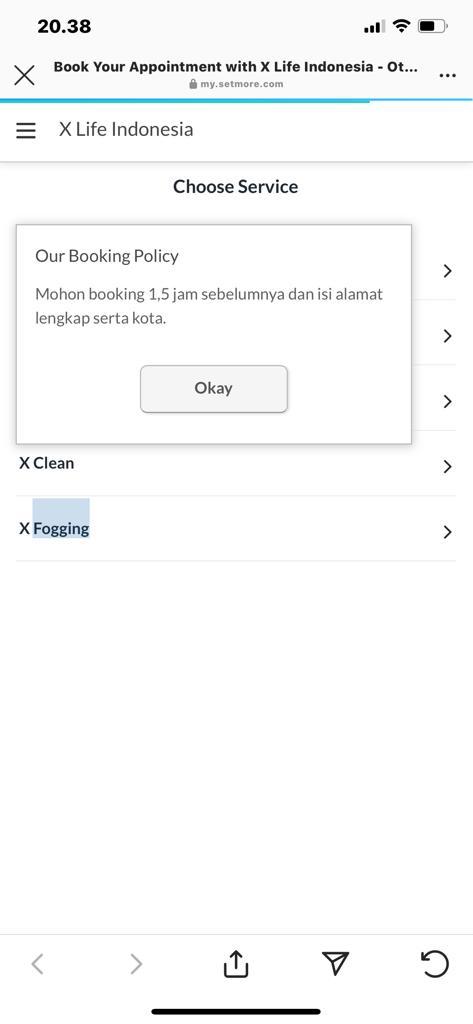 20.38
Book Your Appointment with X Life Indonesia - Ot...
my.setmore.com
X Life Indonesia
Choose Service
Our Booking Policy
Mohon booking 1,5 jam sebelumnya dan isi alamat
lengkap serta kota.
Okay
X Clean
X Fogging